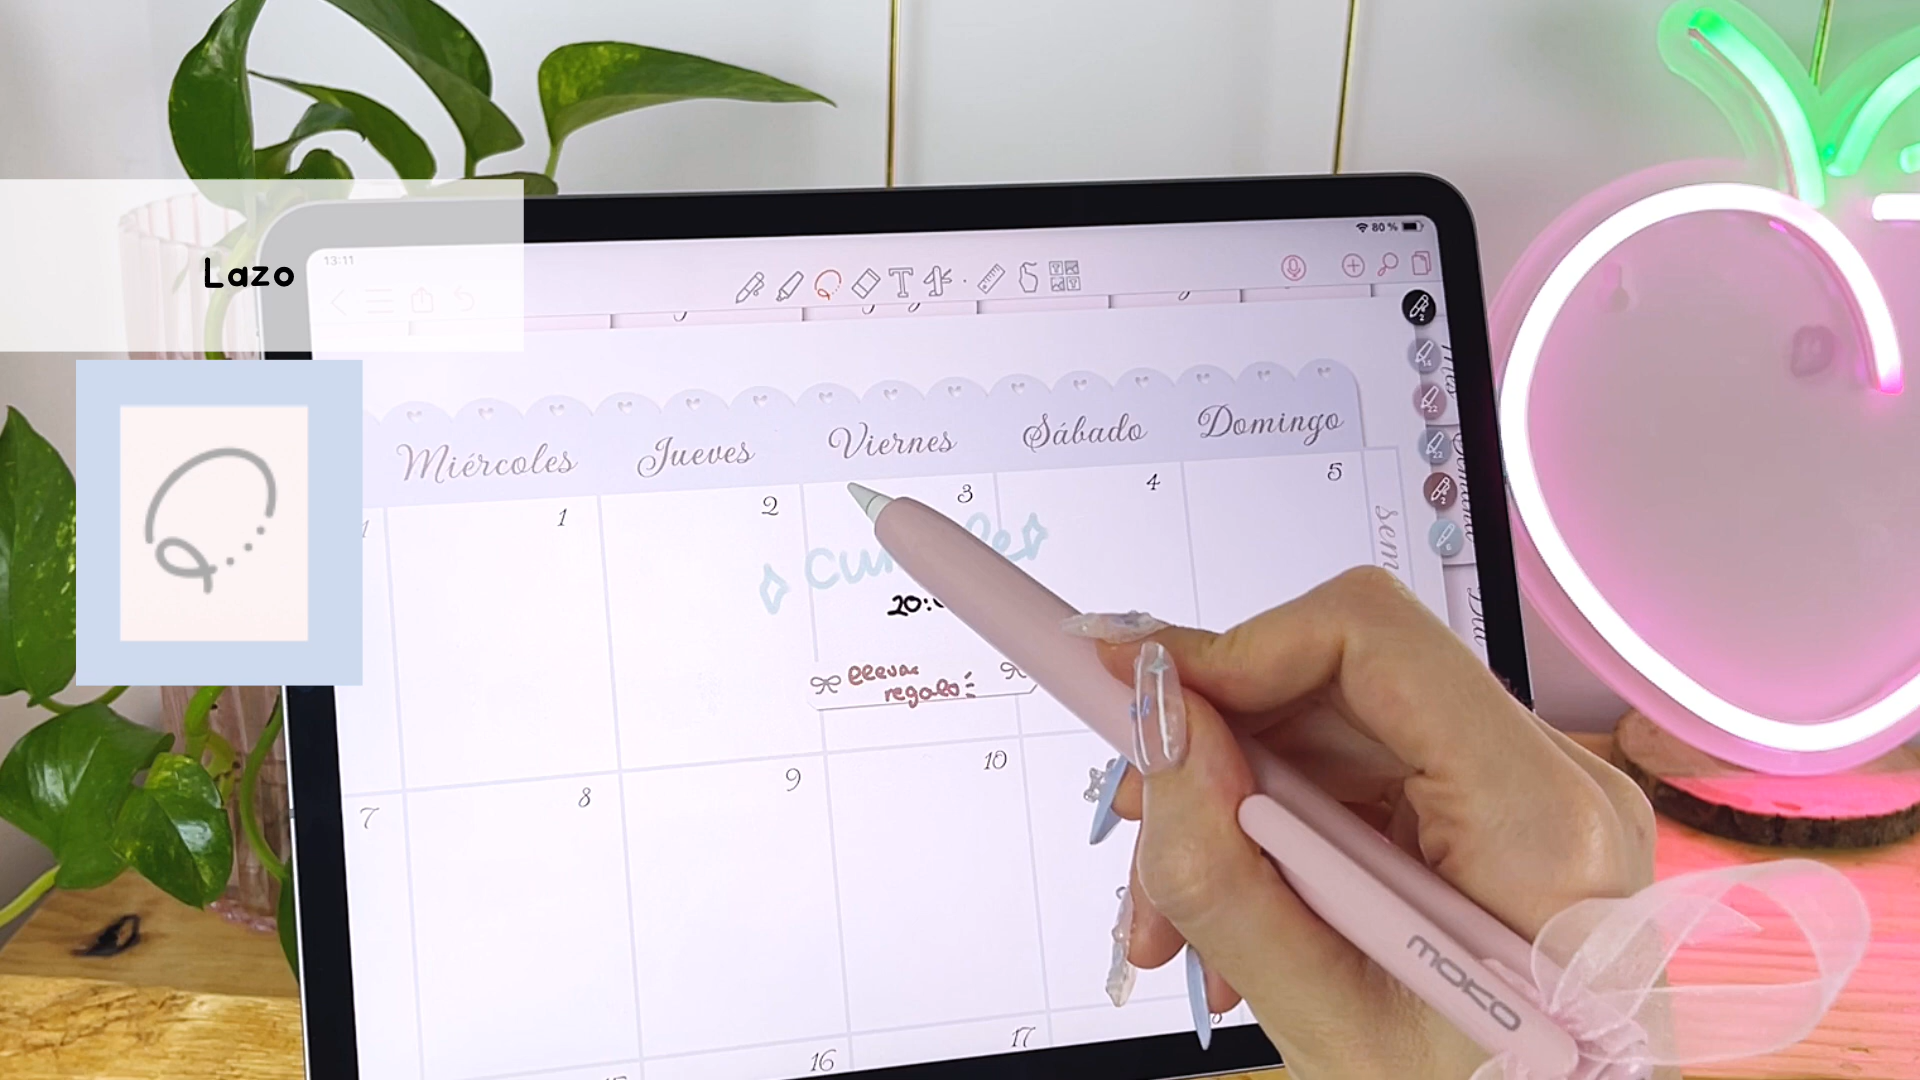 Lazo
13:11
80 %
Miércoles
Jueves
Viernes
Sábado
Domingo
1
2
3
4
5
20:
llevar
regalo
7
8
9
10
16
17
moko